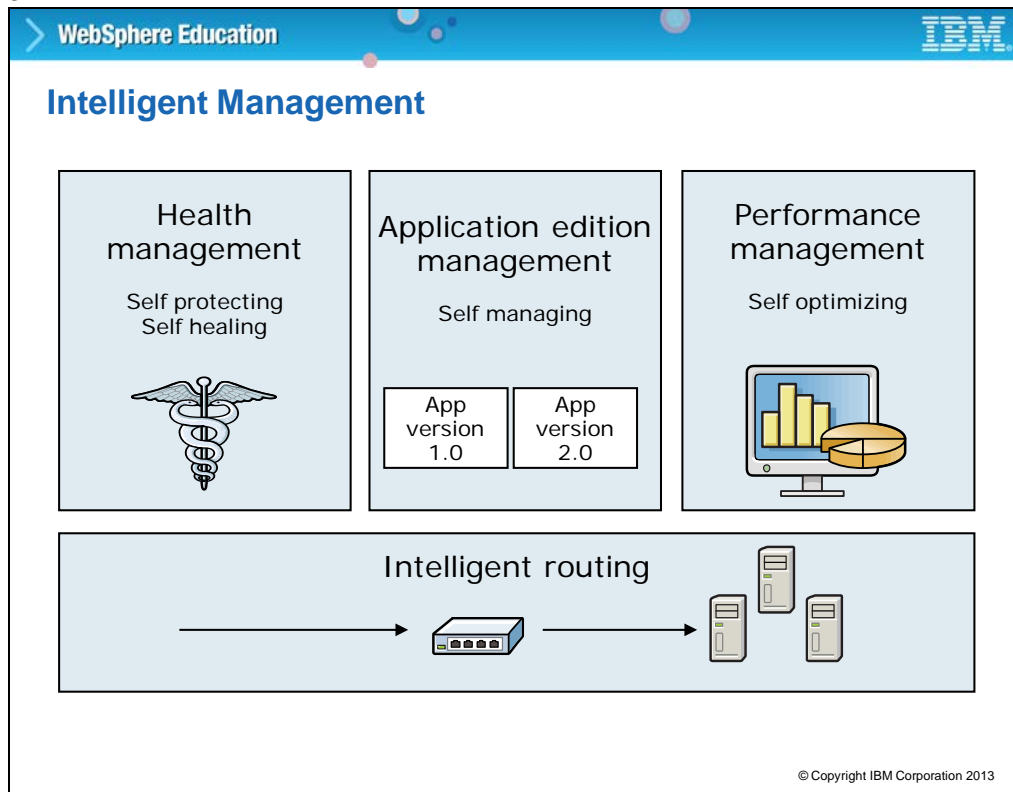 WebSphere Education
IBM
Intelligent Management
Health
management
Self protecting
Self healing
Application edition
management
Self managing
App
version
1.0
App
version
2.0
Performance
management
Self optimizing
Intelligent routing
© Copyright IBM Corporation 2013